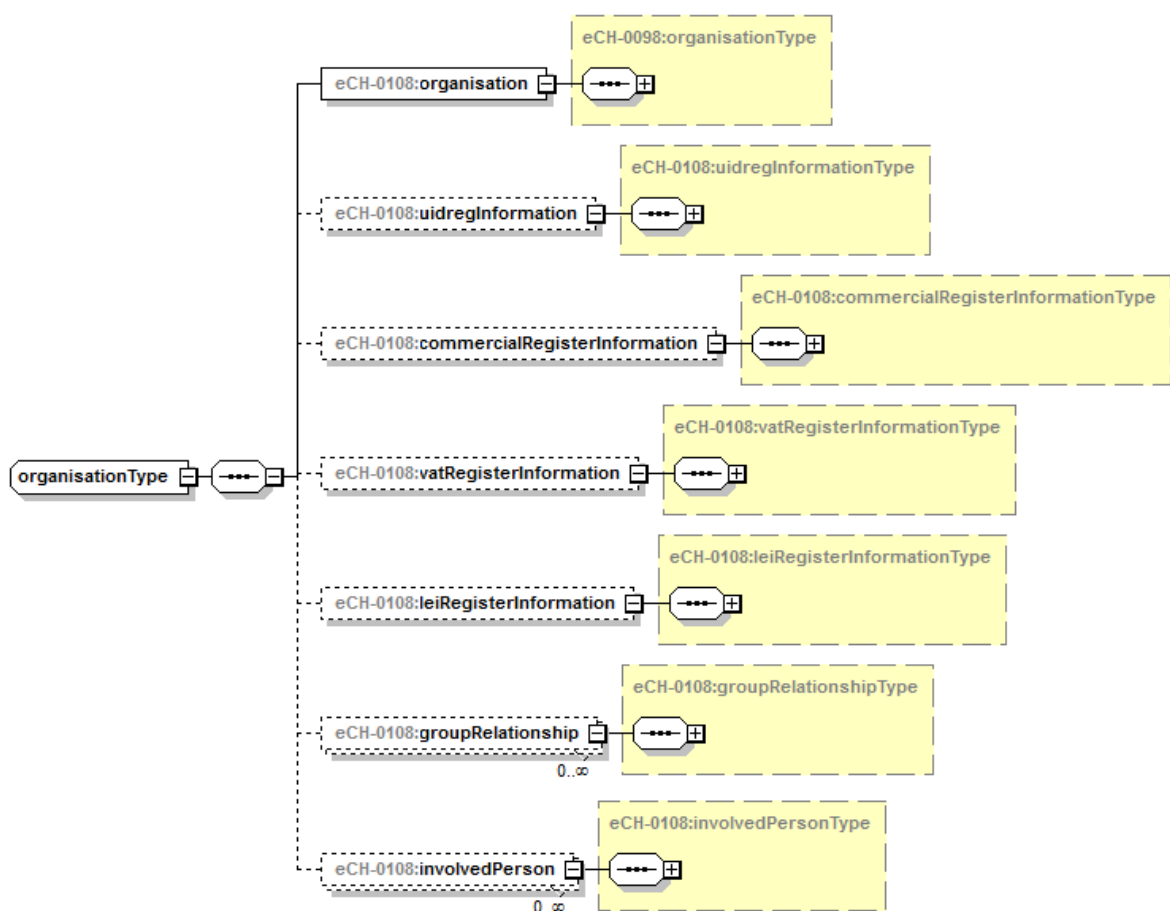 eCH-0098:organisationType
eCH-0108:organisation
eCH-0108:uidregInformationType
eCH-0108:uidregInformation
eCH-0108:commercialRegisterInformationType
eCH-0108:commercialRegisterInformation
eCH-0108:vatRegisterInformationType
organisationType
eCH-0108:vatRegisterInformation
eCH-0108:leiRegisterInformationType
eCH-0108:leiRegisterInformation
eCH-0108:groupRelationshipType
eCH-0108:groupRelationship
0..∞
eCH-0108:involvedPersonType
eCH-0108:involvedPerson
0..∞